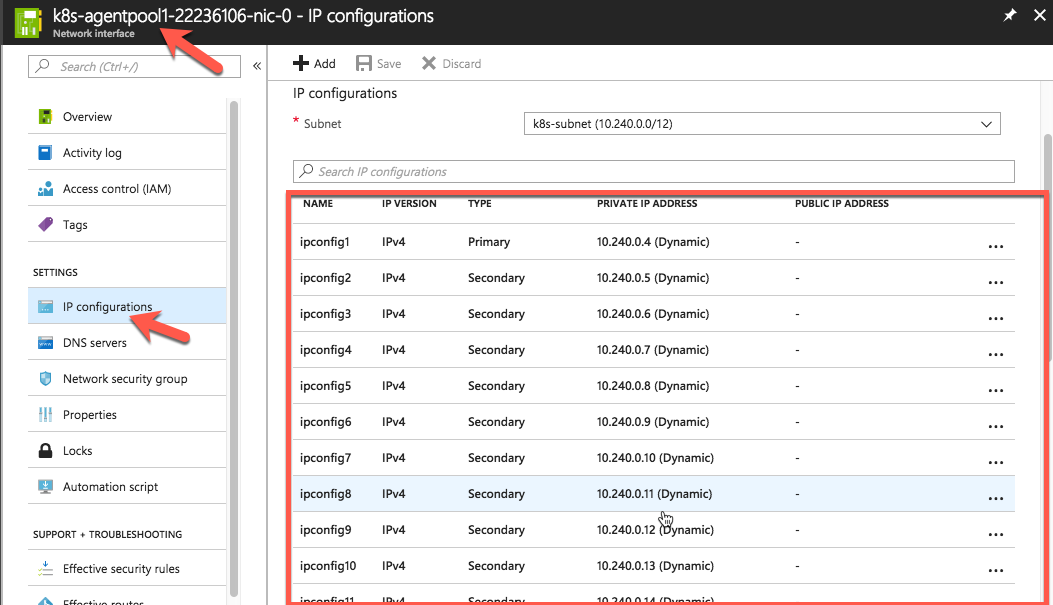 k8s-agentpool1-22236106-nic-0 - IP configurations
Network interface
Search (Ctrl+/)
«
Overview
Activity log
Access control (IAM)
Tags
SETTINGS
IP configurations
DNS servers
Network security group
Properties
Locks
Automation script
SUPPORT + TROUBLESHOOTING
Effective security rules
Effective routes
Add Save Discard
IP configurations
* Subnet k8s-subnet (10.240.0.0/12)
Search IP configurations
NAME IP VERSION TYPE PRIVATE IP ADDRESS PUBLIC IP ADDRESS
ipconfig1 IPv4 Primary 10.240.0.4 (Dynamic) - ...
ipconfig2 IPv4 Secondary 10.240.0.5 (Dynamic) - ...
ipconfig3 IPv4 Secondary 10.240.0.6 (Dynamic) - ...
ipconfig4 IPv4 Secondary 10.240.0.7 (Dynamic) - ...
ipconfig5 IPv4 Secondary 10.240.0.8 (Dynamic) - ...
ipconfig6 IPv4 Secondary 10.240.0.9 (Dynamic) - ...
ipconfig7 IPv4 Secondary 10.240.0.10 (Dynamic) - ...
ipconfig8 IPv4 Secondary 10.240.0.11 (Dynamic) - ...
ipconfig9 IPv4 Secondary 10.240.0.12 (Dynamic) - ...
ipconfig10 IPv4 Secondary 10.240.0.13 (Dynamic) - ...
ipconfig11 IPv4 Secondary 10.240.0.14 (Dynamic)